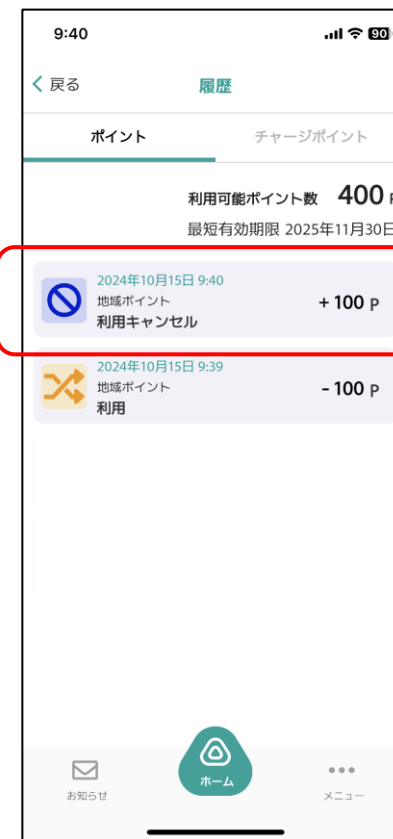 9:40
90
戻る
履歴
ポイント
チャージポイント
利用可能ポイント数 400
最短有効期限 2025年11月30日
2024年10月15日 9:40
地域ポイント
+ 100 P
利用キャンセル
2024年10月15日 9:39
地域ポイント
- 100 P
利用
お知らせ
ホーム
メニュー